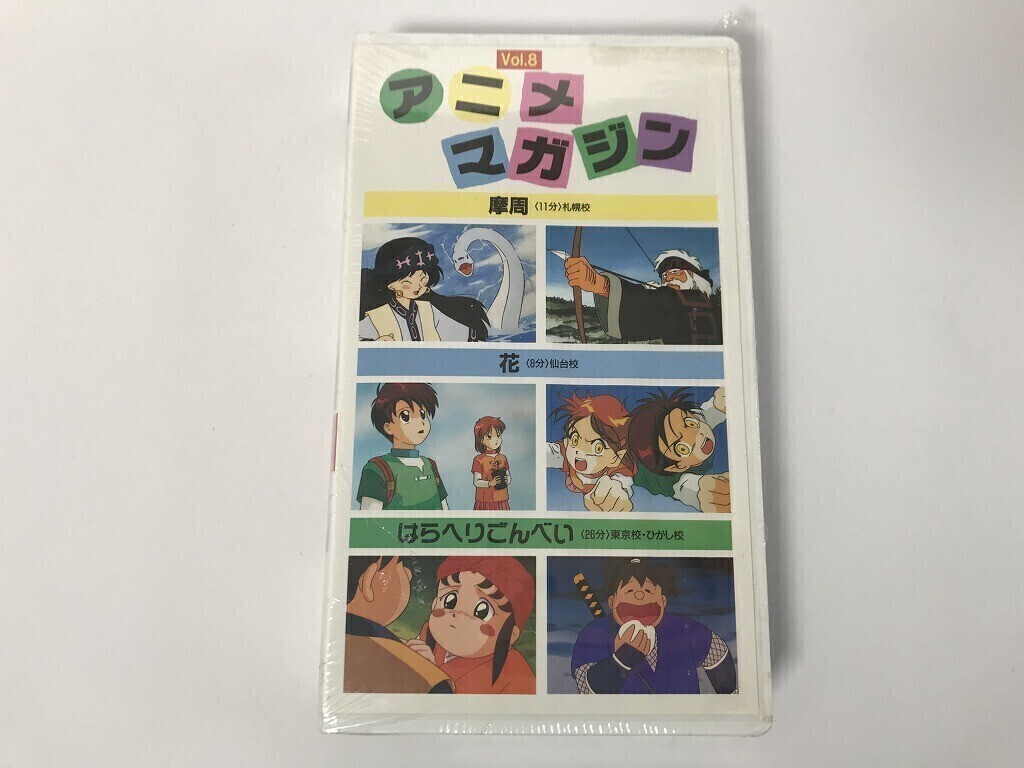 Vol.8
アニメ
マガジン
摩周〈11分〉札幌校
花〈8分〉仙台校
はらへりごんべい〈26分〉東京校・ひがし校